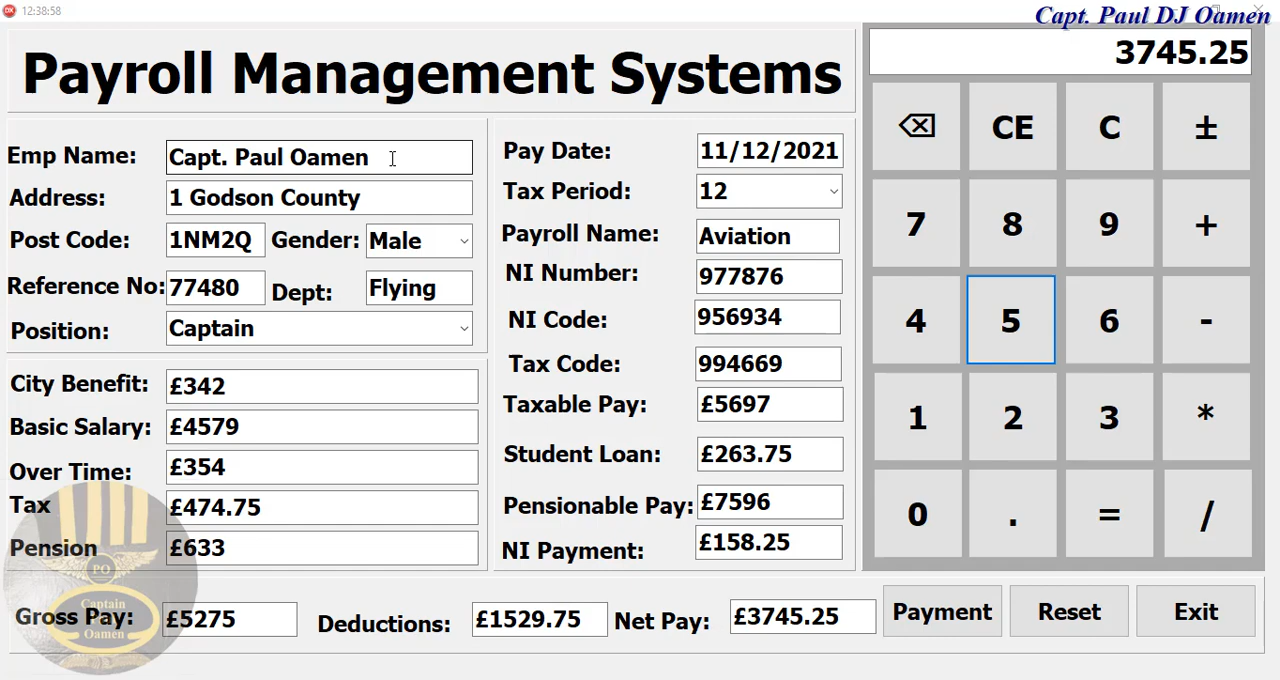 12:38:58
Capt. Paul DJ Oamen
Payroll Management Systems
Emp Name: Capt. Paul Oamen
Address: 1 Godson County
Post Code: 1NM2Q Gender: Male
Reference No: 77480 Dept: Flying
Position: Captain
City Benefit: £342
Basic Salary: £4579
Over Time: £354
Tax £474.75
Pension £633
Pay Date: 11/12/2021
Tax Period: 12
Payroll Name: Aviation
NI Number: 977876
NI Code: 956934
Tax Code: 994669
Taxable Pay: £5697
Student Loan: £263.75
Pensionable Pay: £7596
NI Payment: £158.25
3745.25
CE C ±
7 8 9 +
4 5 6 -
1 2 3 *
0 . = /
Gross Pay: £5275 Deductions: £1529.75 Net Pay: £3745.25
Payment Reset Exit
PO
Captain
Oamen